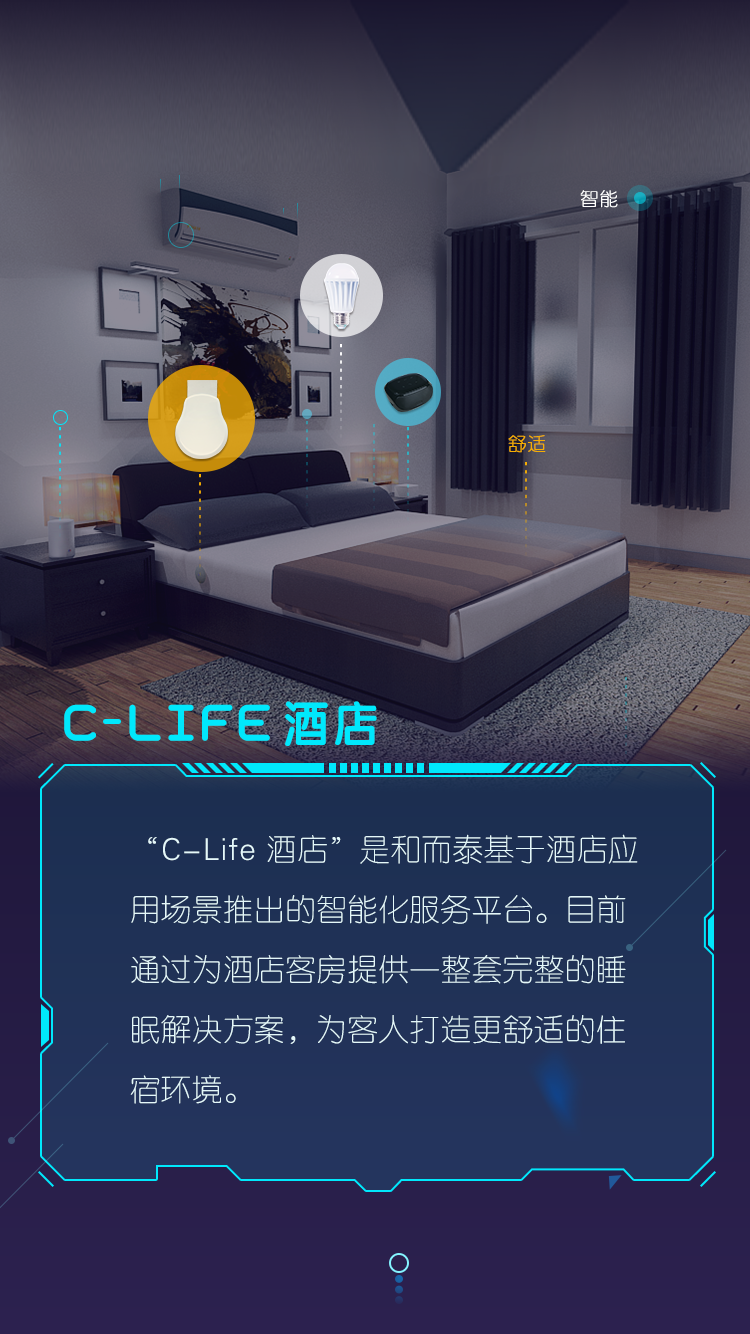 智能
舒适
C-LIFE 酒店
“C-Life 酒店”是和而泰基于酒店应
用场景推出的智能化服务平台。目前
通过为酒店客房提供一整套完整的睡
眠解决方案，为客人打造更舒适的住
宿环境。